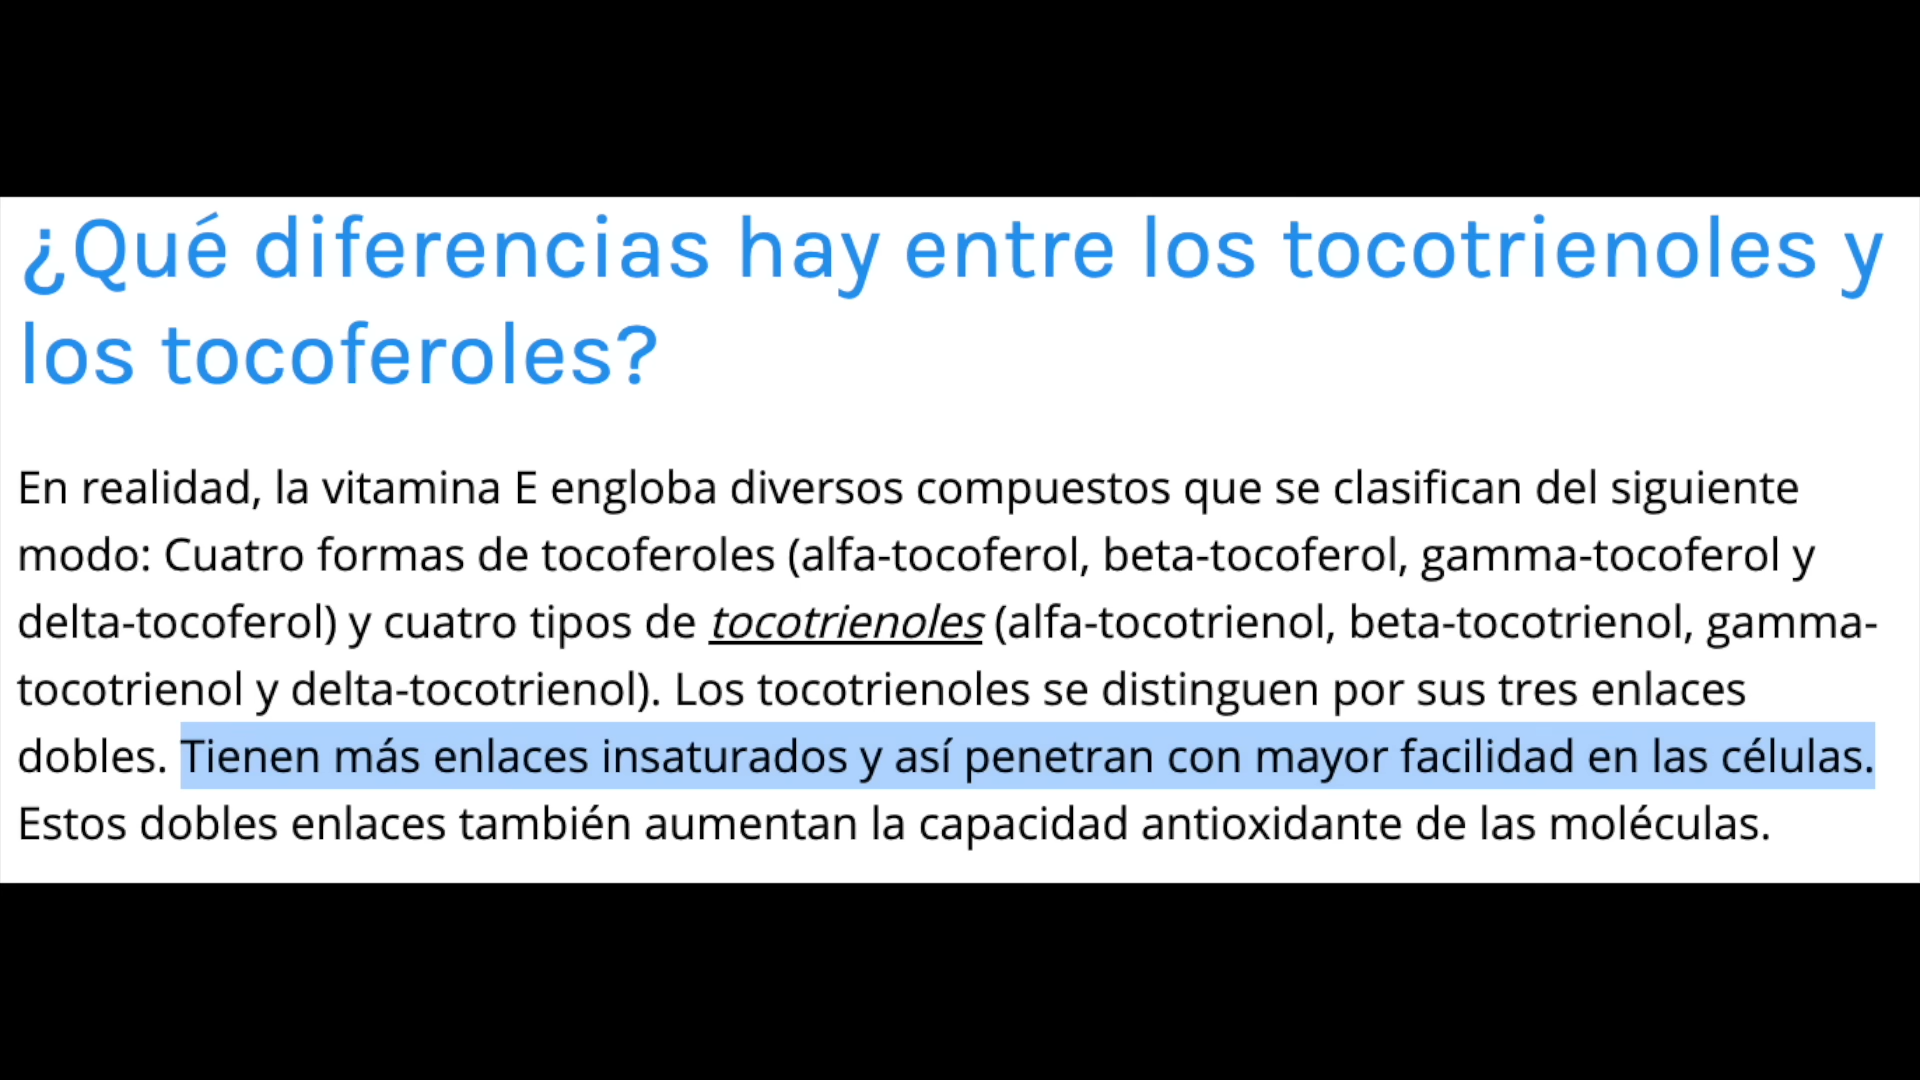 ¿Qué diferencias hay entre los tocotrienoles y
los tocoferoles?
En realidad, la vitamina E engloba diversos compuestos que se clasifican del siguiente
modo: Cuatro formas de tocoferoles (alfa-tocoferol, beta-tocoferol, gamma-tocoferol y
delta-tocoferol) y cuatro tipos de tocotrienoles (alfa-tocotrienol, beta-tocotrienol, gamma-
tocotrienol y delta-tocotrienol). Los tocotrienoles se distinguen por sus tres enlaces
dobles. Tienen más enlaces insaturados y así penetran con mayor facilidad en las células.
Estos dobles enlaces también aumentan la capacidad antioxidante de las moléculas.